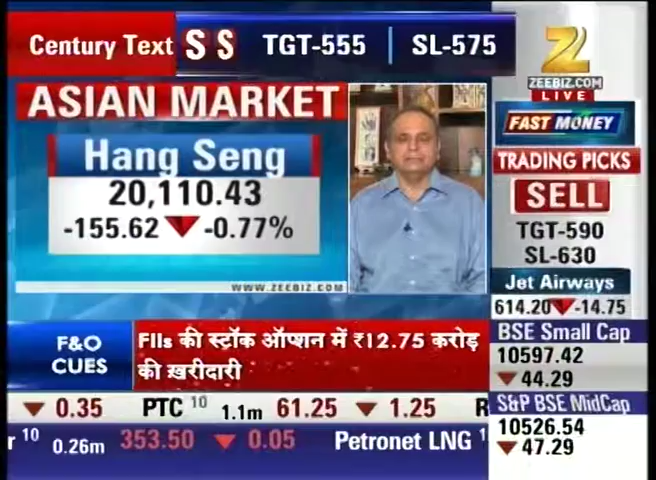 Century Text S S TGT-555 SL-575
Z
ZEEBIZ.COM
LIVE
ASIAN MARKET
Hang Seng
20,110.43
-155.62 -0.77%
WWW.ZEEBIZ.COM
FAST MONEY
TRADING PICKS
SELL
TGT-590
SL-630
Jet Airways
614.20 -14.75
F&O
CUES
FIIs की स्टॉक ऑप्शन में ₹12.75 करोड़
की ख़रीदारी
BSE Small Cap
10597.42
44.29
S&P BSE MidCap
10526.54
47.29
0.35 PTC 10 1.1m 61.25 1.25 R
r 10 0.26m 353.50 0.05 Petronet LNG 1